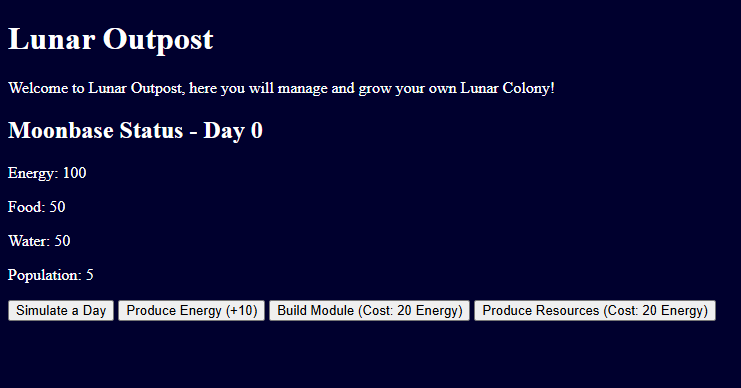 Lunar Outpost
Welcome to Lunar Outpost, here you will manage and grow your own Lunar Colony!
Moonbase Status - Day 0
Energy: 100
Food: 50
Water: 50
Population: 5
Simulate a Day Produce Energy (+10) Build Module (Cost: 20 Energy) Produce Resources (Cost: 20 Energy)